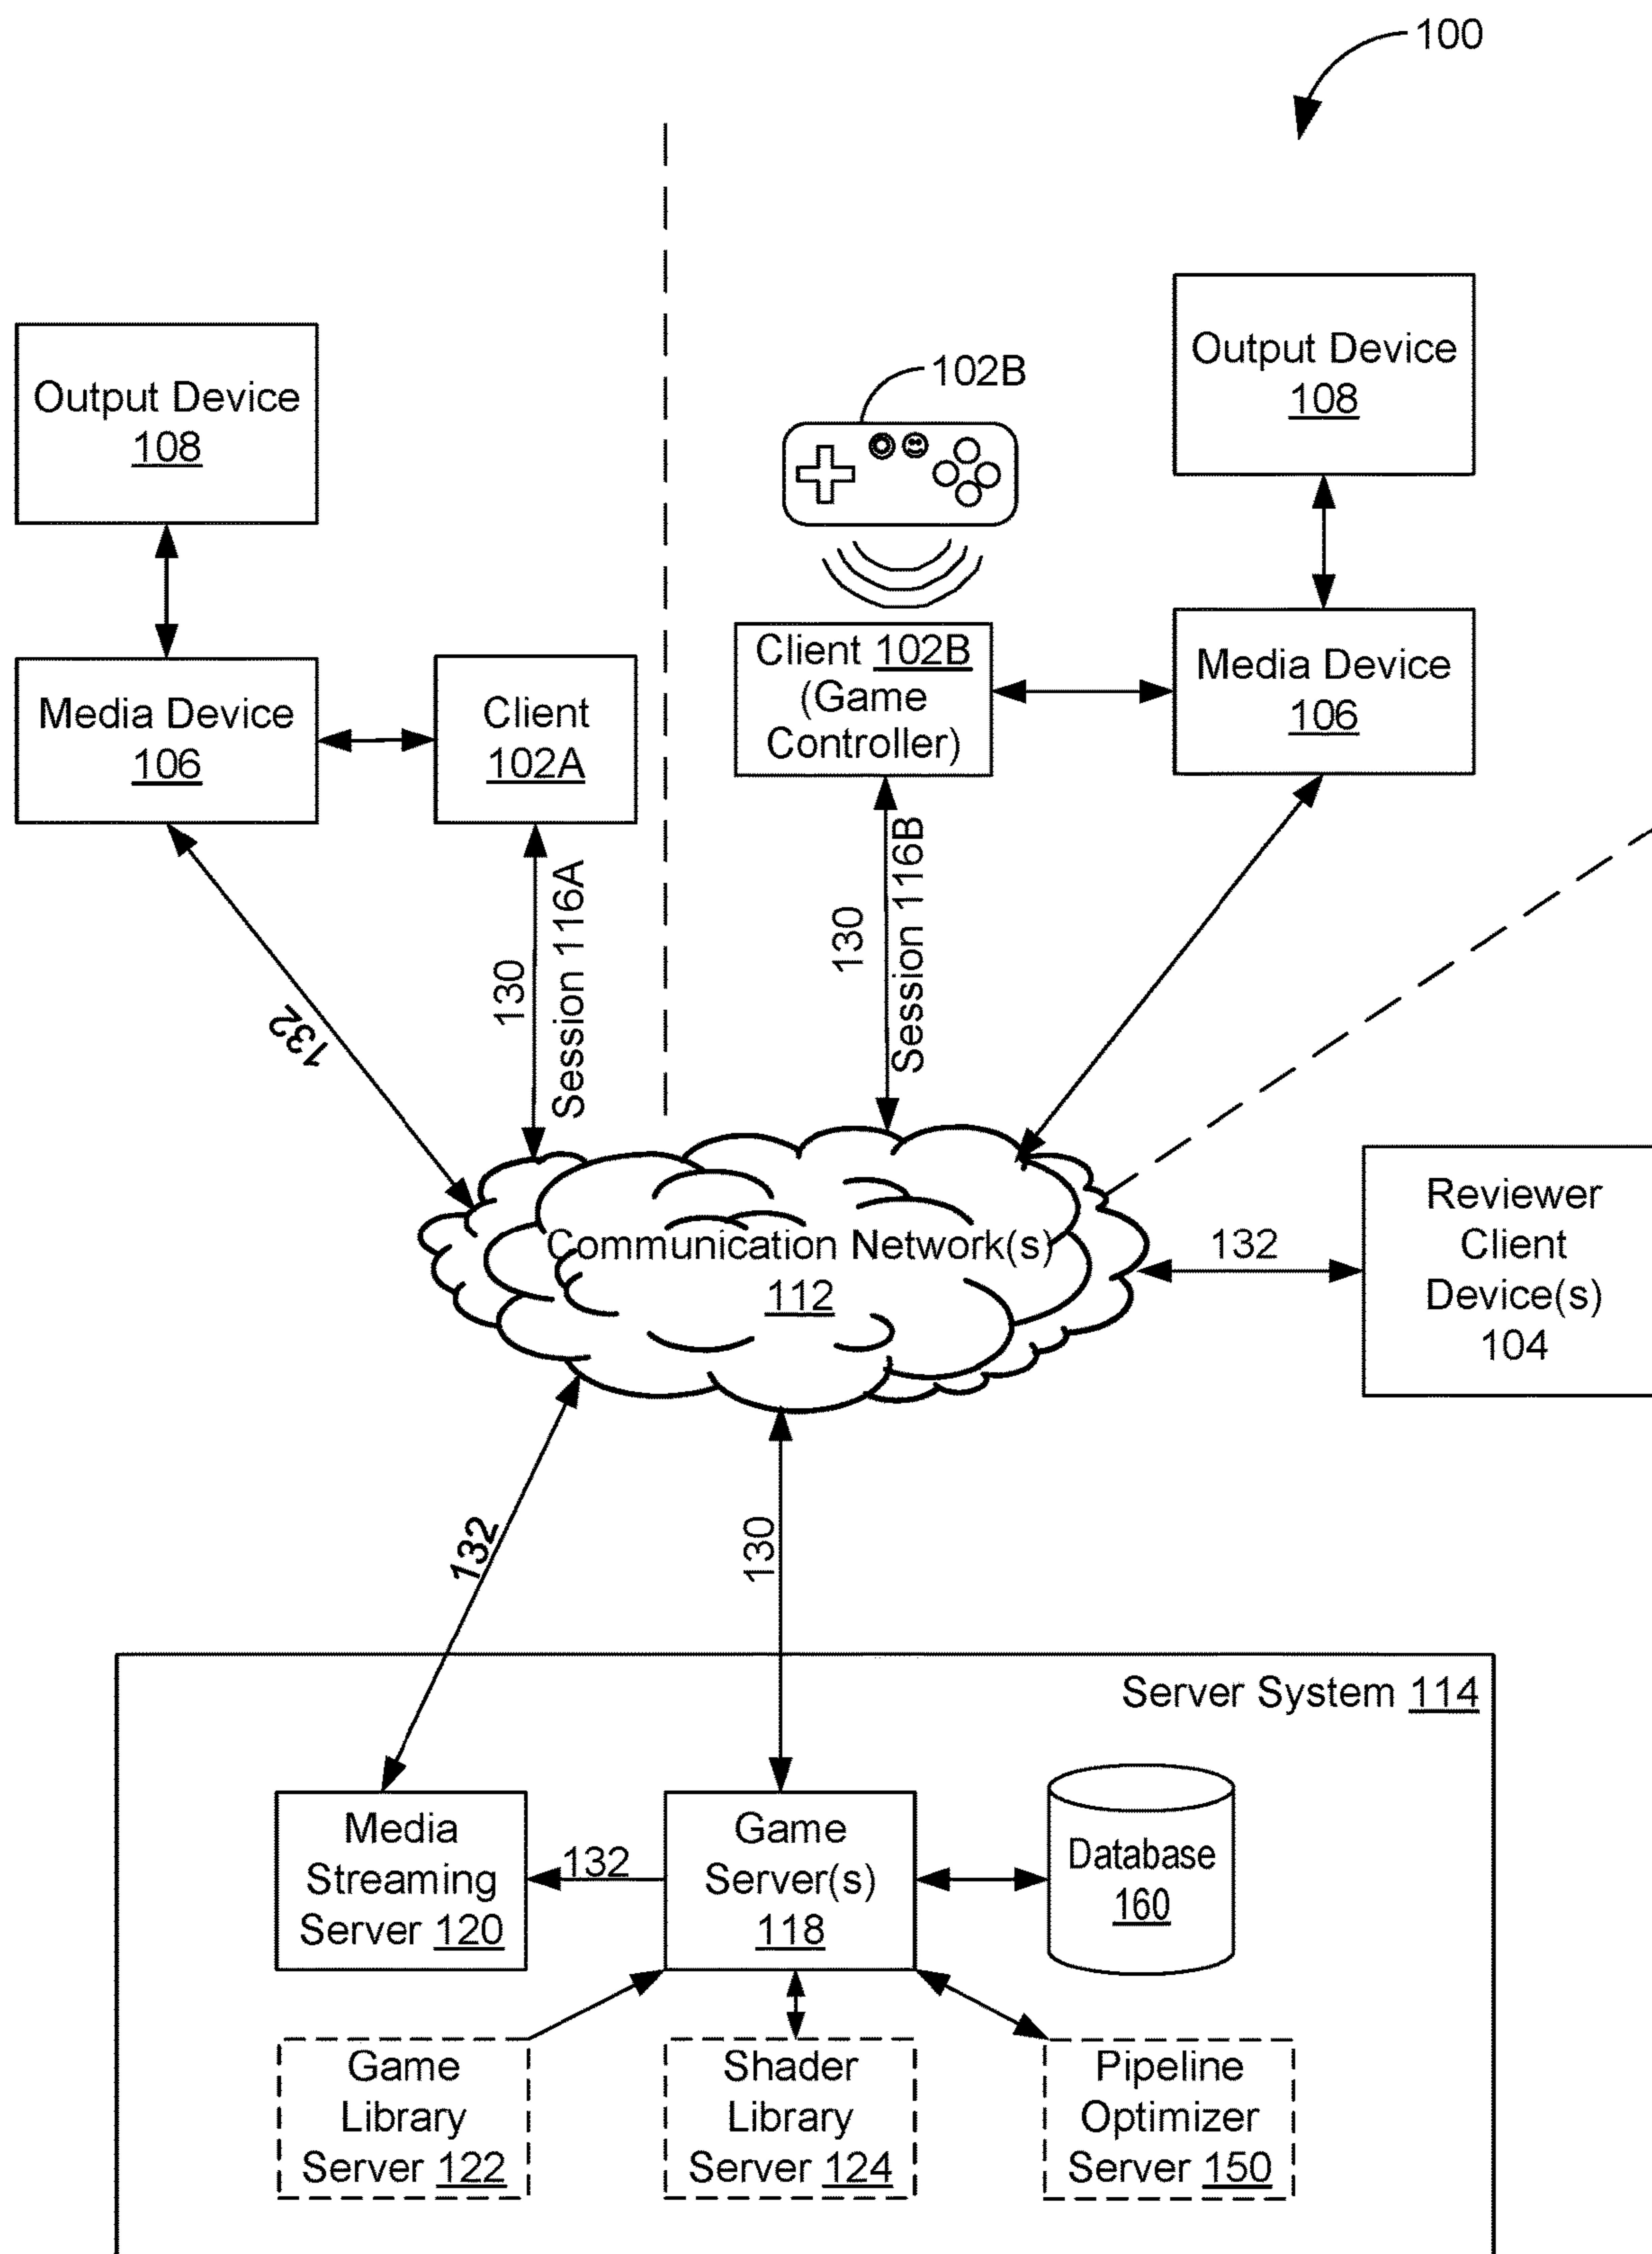 100
Output Device
108
102B
Output Device
108
Media Device
106
Client
102A
Client 102B
(Game
Controller)
Media Device
106
132
130
Session 116A
130
Session 116B
Communication Network(s)
112
132
Reviewer
Client
Device(s)
104
132
130
Server System 114
Media
Streaming
Server 120
132
Game
Server(s)
118
Database
160
Game
Library
Server 122
Shader
Library
Server 124
Pipeline
Optimizer
Server 150